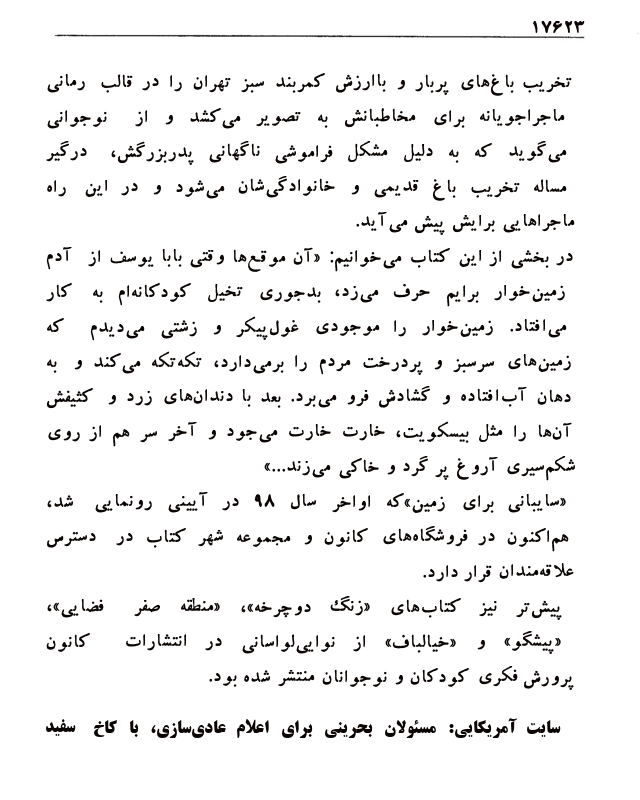 ۱۷۶۲۳
تخریب باغ‌های پربار و باارزش کمربند سبز تهران را در قالب رمانی
ماجراجویانه برای مخاطبانش به تصویر می‌کشد و از نوجوانی
می‌گوید که به دلیل مشکل فراموشی ناگهانی پدربزرگش، درگیر
مساله تخریب باغ قدیمی و خانوادگی‌شان می‌شود و در این راه
ماجراهایی برایش پیش می‌آید.
در بخشی از این کتاب می‌خوانیم: «آن موقع‌ها وقتی بابا یوسف از آدم
زمین‌خوار برایم حرف می‌زد، بدجوری تخیل کودکانه‌ام به کار
می‌افتاد. زمین‌خوار را موجودی غول‌پیکر و زشتی می‌دیدم که
زمین‌های سرسبز و پردرخت مردم را برمی‌دارد، تکه‌تکه می‌کند و به
دهان آب‌افتاده و گشادش فرو می‌برد. بعد با دندان‌های زرد و کثیفش
آن‌ها را مثل بیسکویت، خارت خارت می‌جود و آخر سر هم از روی
شکم‌سیری آروغ پر گرد و خاکی می‌زند...»
«سایبانی برای زمین»که اواخر سال ۹۸ در آیینی رونمایی شد،
هم‌اکنون در فروشگاه‌های کانون و مجموعه شهر کتاب در دسترس
علاقه‌مندان قرار دارد.
پیش‌تر نیز کتاب‌های «زنگ دوچرخه»، «منطقه صفر فضایی»،
«پیشگو» و «خیالباف» از نوایی‌لواسانی در انتشارات کانون
پرورش فکری کودکان و نوجوانان منتشر شده بود.
سایت آمریکایی: مسئولان بحرینی برای اعلام عادی‌سازی، با کاخ سفید